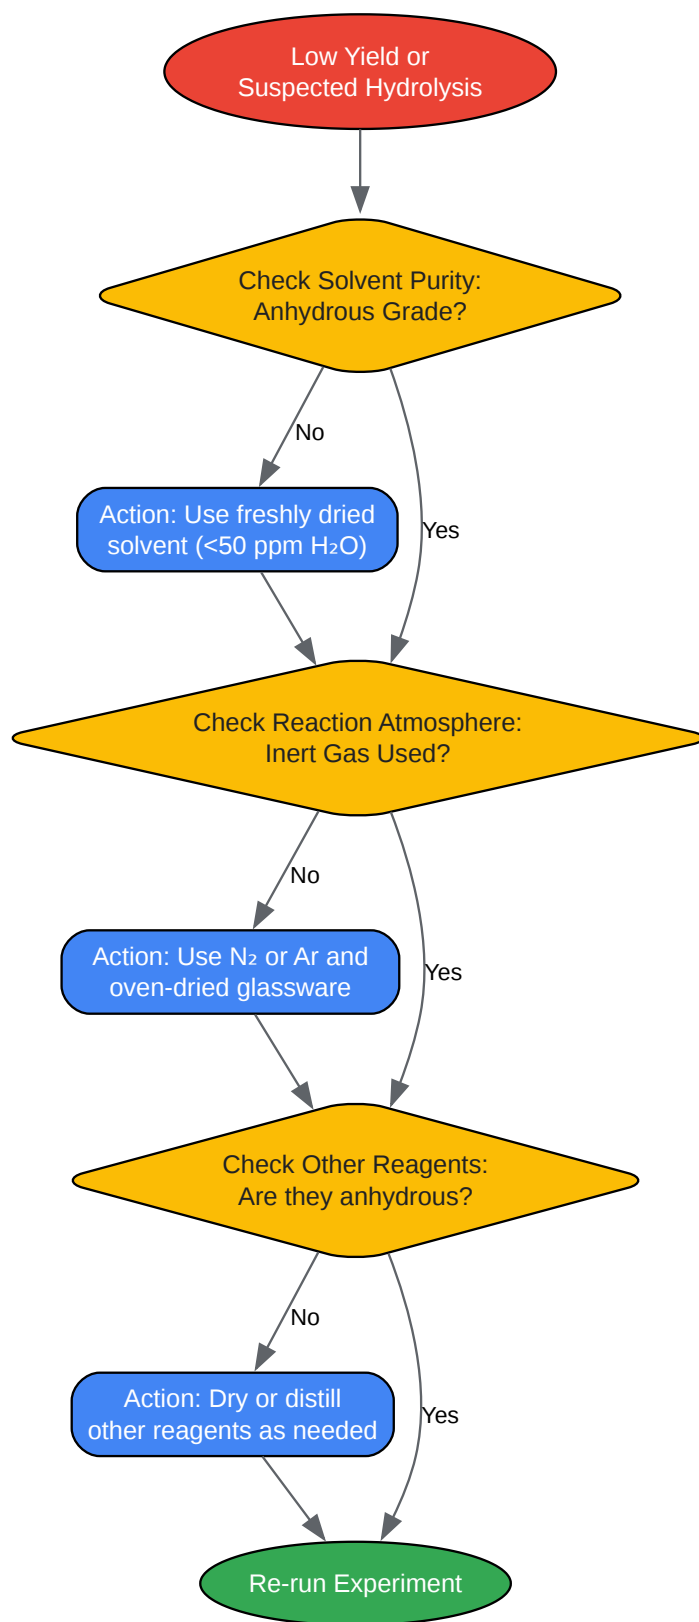 Low Yield or
Suspected Hydrolysis
Check Solvent Purity:
Anhydrous Grade?
No
Action: Use freshly dried
solvent (<50 ppm H₂O)
Yes
Check Reaction Atmosphere:
Inert Gas Used?
No
Action: Use N₂ or Ar and
oven-dried glassware
Yes
Check Other Reagents:
Are they anhydrous?
No
Action: Dry or distill
other reagents as needed
Yes
Re-run Experiment